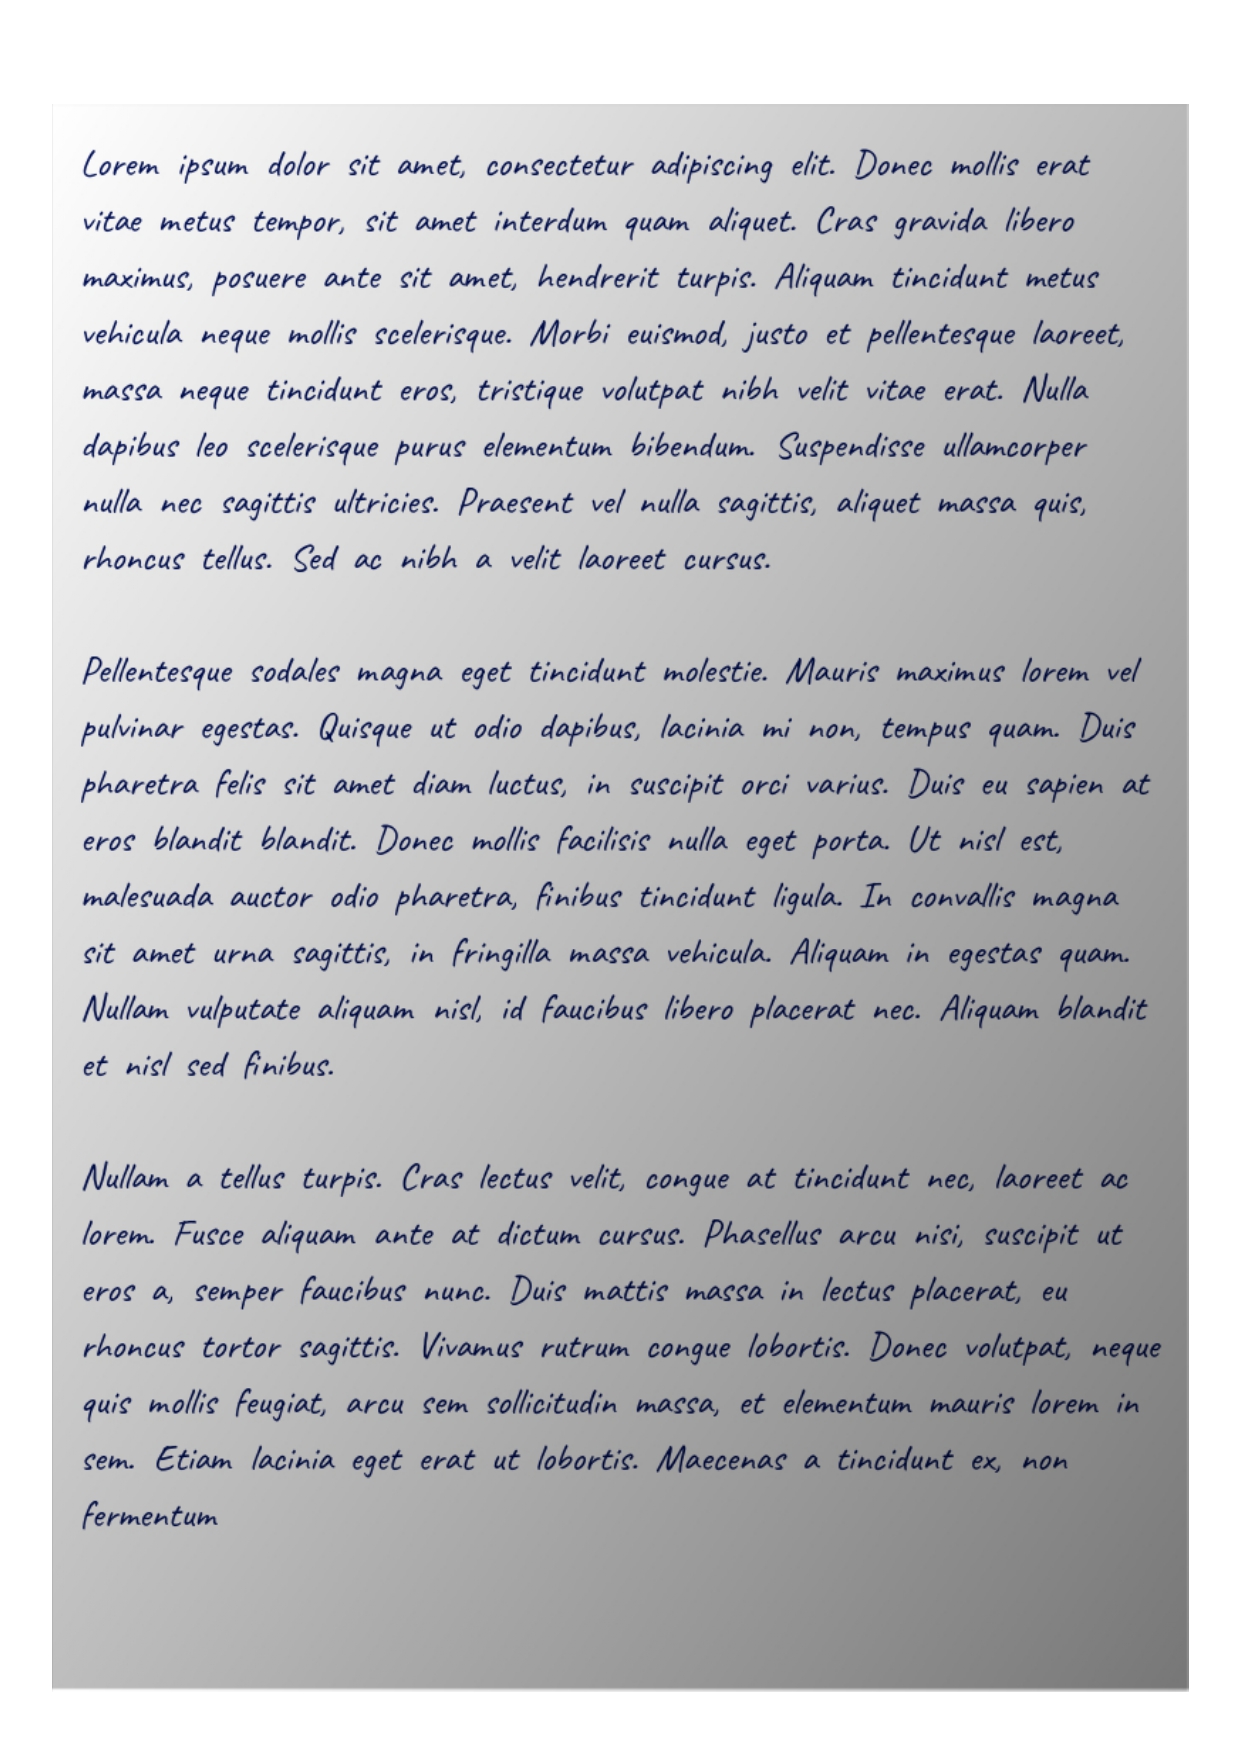 Lorem ipsum dolor sit amet, consectetur adipiscing elit. Donec mollis erat
vitae metus tempor, sit amet interdum quam aliquet. Cras gravida libero
maximus, posuere ante sit amet, hendrerit turpis. Aliquam tincidunt metus
vehicula neque mollis scelerisque. Morbi euismod, justo et pellentesque laoreet,
massa neque tincidunt eros, tristique volutpat nibh velit vitae erat. Nulla
dapibus leo scelerisque purus elementum bibendum. Suspendisse ullamcorper
nulla nec sagittis ultricies. Praesent vel nulla sagittis, aliquet massa quis,
rhoncus tellus. Sed ac nibh a velit laoreet cursus.
Pellentesque sodales magna eget tincidunt molestie. Mauris maximus lorem vel
pulvinar egestas. Quisque ut odio dapibus, lacinia mi non, tempus quam. Duis
pharetra felis sit amet diam luctus, in suscipit orci varius. Duis eu sapien at
eros blandit blandit. Donec mollis facilisis nulla eget porta. Ut nisl est,
malesuada auctor odio pharetra, finibus tincidunt ligula. In convallis magna
sit amet urna sagittis, in fringilla massa vehicula. Aliquam in egestas quam.
Nullam vulputate aliquam nisl, id faucibus libero placerat nec. Aliquam blandit
et nisl sed finibus.
Nullam a tellus turpis. Cras lectus velit, congue at tincidunt nec, laoreet ac
lorem. Fusce aliquam ante at dictum cursus. Phasellus arcu nisi, suscipit ut
eros a, semper faucibus nunc. Duis mattis massa in lectus placerat, eu
rhoncus tortor sagittis. Vivamus rutrum congue lobortis. Donec volutpat, neque
quis mollis feugiat, arcu sem sollicitudin massa, et elementum mauris lorem in
sem. Etiam lacinia eget erat ut lobortis. Maecenas a tincidunt ex, non
fermentum